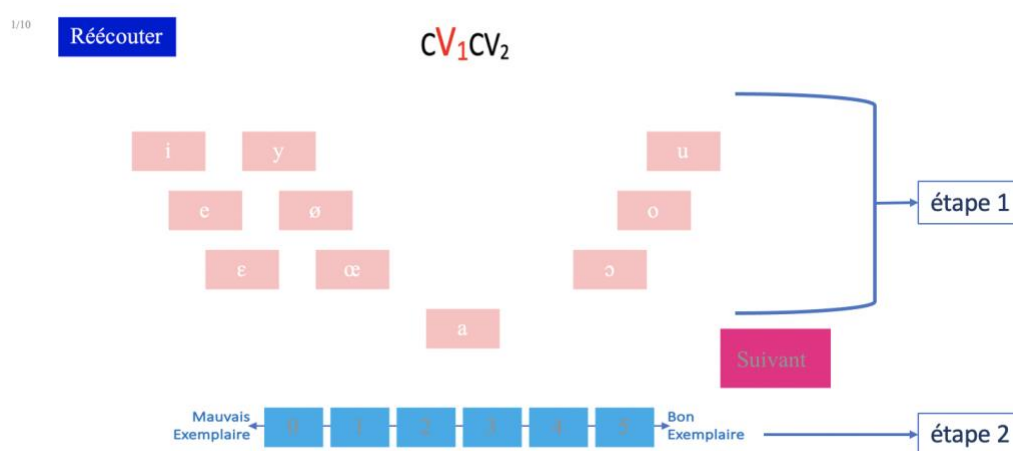 1/10
Réécouter
CV₁CV₂
i y u
e ø o
étape 1
ɛ œ ɔ
a
Suivant
Mauvais
Exemplaire
0 1 2 3 4 5
Bon
Exemplaire
étape 2